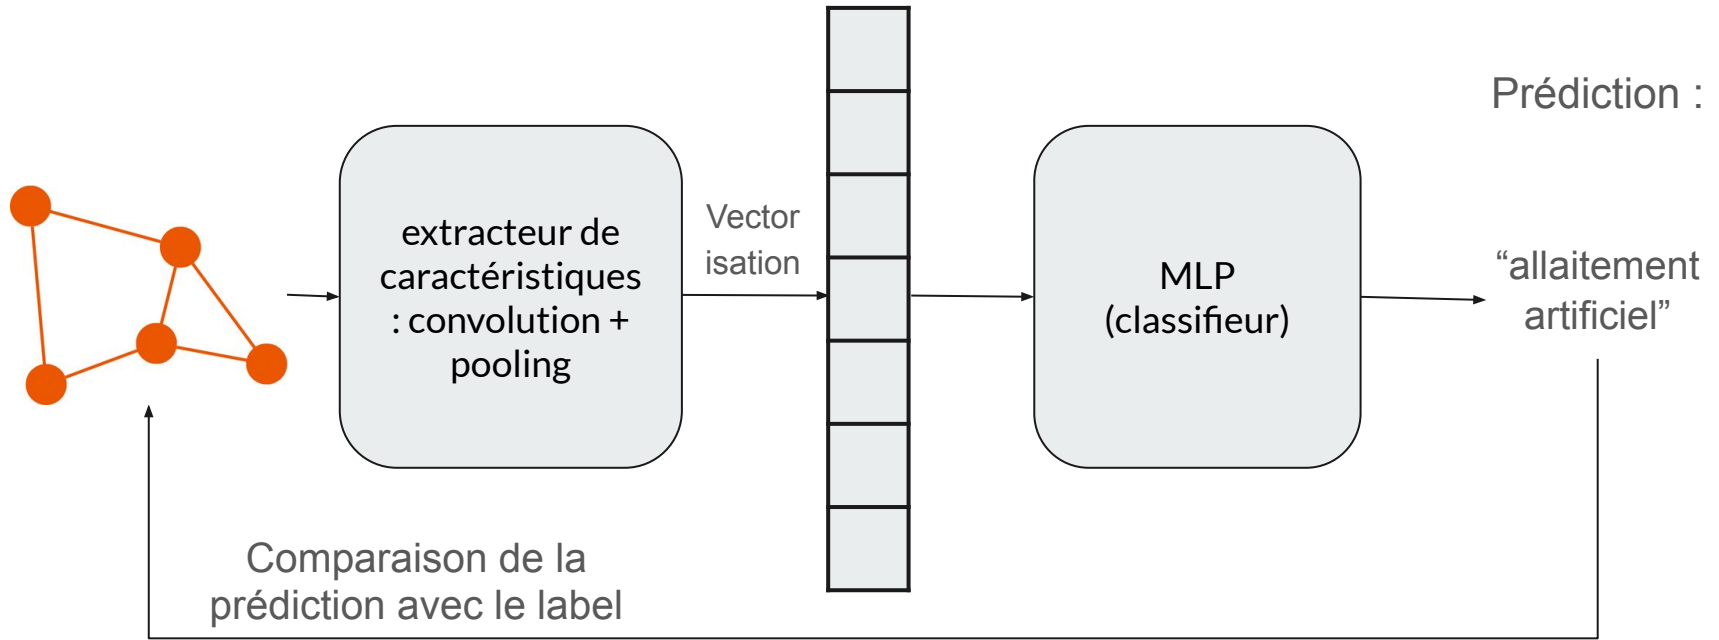 extracteur de
caractéristiques
: convolution +
pooling
Vector
isation
MLP
(classifieur)
Prédiction :
“allaitement
artificiel”
Comparaison de la
prédiction avec le label